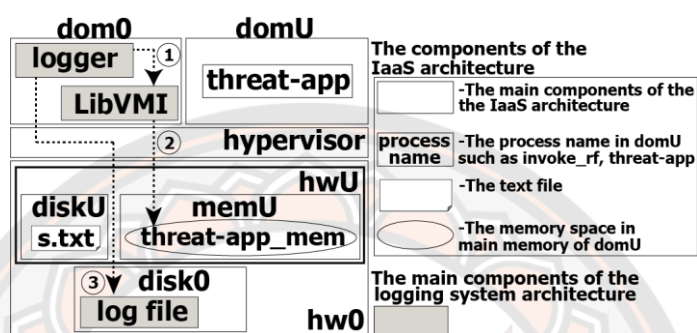 dom0
domU
logger
1
threat-app
LibVMI
2
hypervisor
hwU
diskU
memU
s.txt
threat-app_mem
3
disk0
log file
hw0
The components of the
IaaS architecture
-The main components of the
the IaaS architecture
process
name
-The process name in domU
such as invoke_rf, threat-app
-The text file
-The memory space in
main memory of domU
The main components of the
logging system architecture